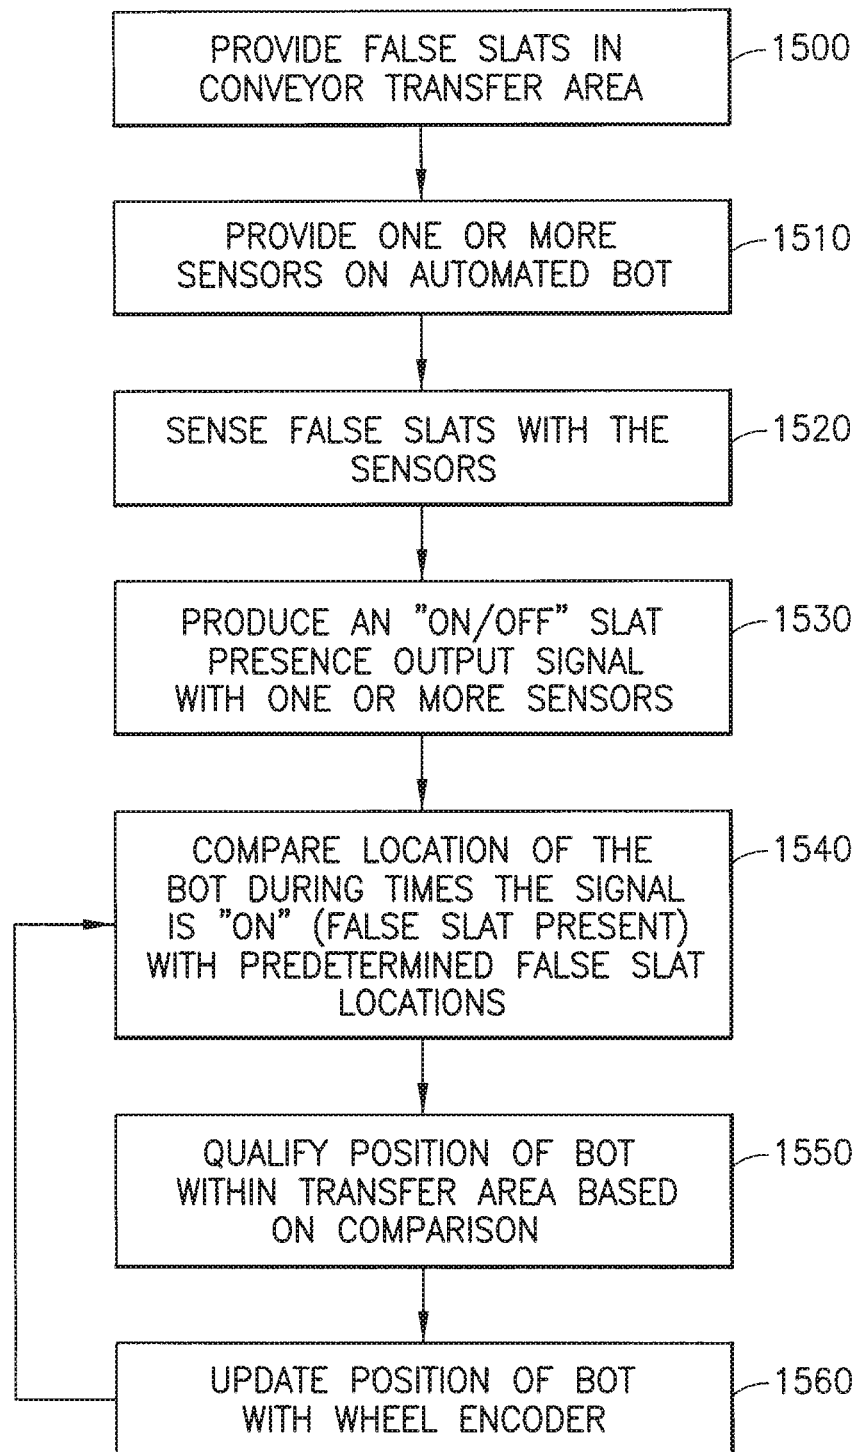 PROVIDE FALSE SLATS IN
CONVEYOR TRANSFER AREA
1500
PROVIDE ONE OR MORE
SENSORS ON AUTOMATED BOT
1510
SENSE FALSE SLATS WITH THE
SENSORS
1520
PRODUCE AN "ON/OFF" SLAT
PRESENCE OUTPUT SIGNAL
WITH ONE OR MORE SENSORS
1530
COMPARE LOCATION OF THE
BOT DURING TIMES THE SIGNAL
IS "ON" (FALSE SLAT PRESENT)
WITH PREDETERMINED FALSE SLAT
LOCATIONS
1540
QUALIFY POSITION OF BOT
WITHIN TRANSFER AREA BASED
ON COMPARISON
1550
UPDATE POSITION OF BOT
WITH WHEEL ENCODER
1560